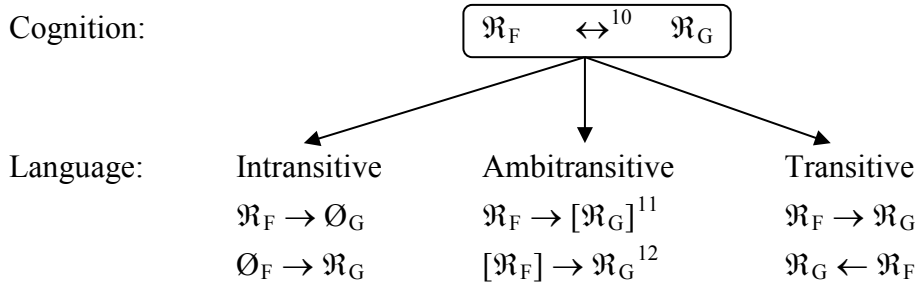 Cognition: ℜF ↔10 ℜG
Language: Intransitive Ambitransitive Transitive
ℜF → ØG ℜF → [ℜG]11 ℜF → ℜG
ØF → ℜG [ℜF] → ℜG12 ℜG ← ℜF